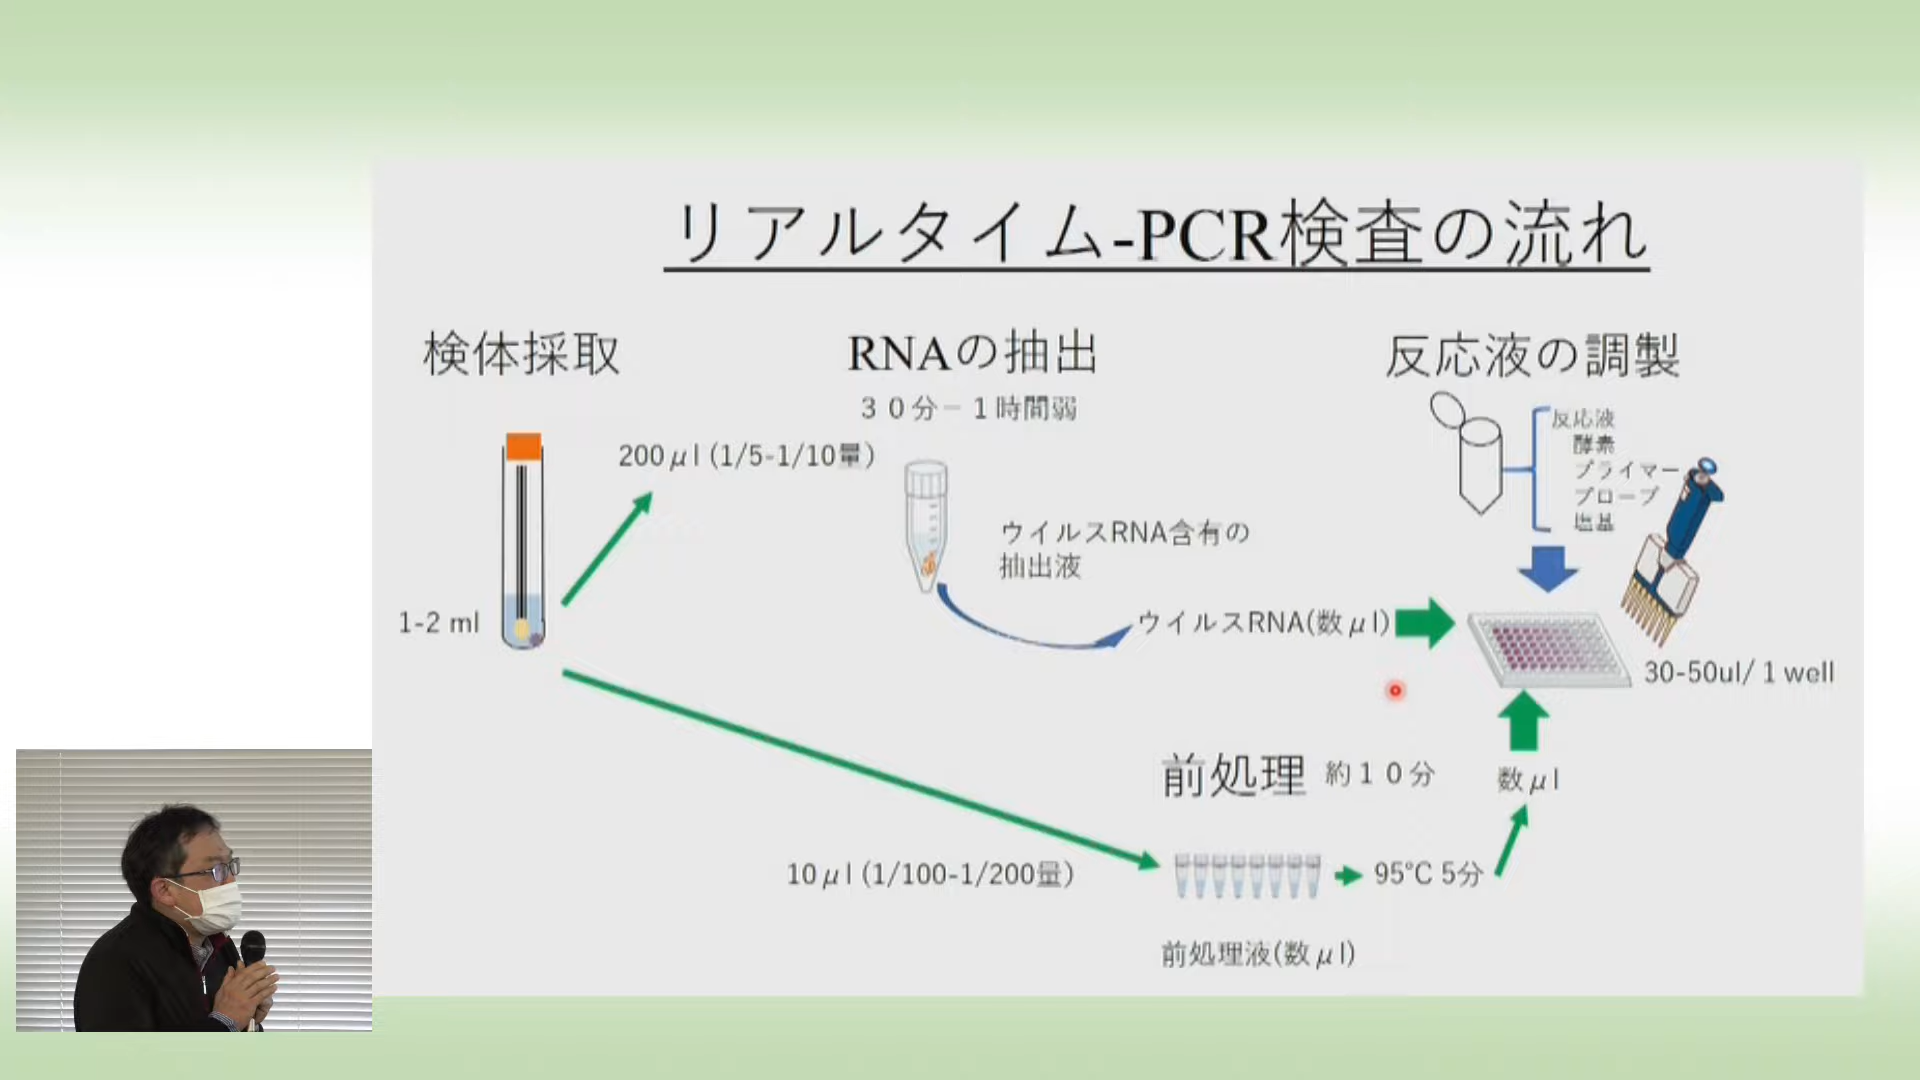 リアルタイム-PCR検査の流れ
検体採取
RNAの抽出
30分－1時間弱
反応液の調製
反応液
酵素
プライマー
プローブ
塩基
200μl (1/5-1/10量)
ウイルスRNA含有の
抽出液
1-2 ml
ウイルスRNA(数μl)
30-50ul/ 1 well
前処理 約10分
数μl
10μl (1/100-1/200量)
95℃ 5分
前処理液(数μl)